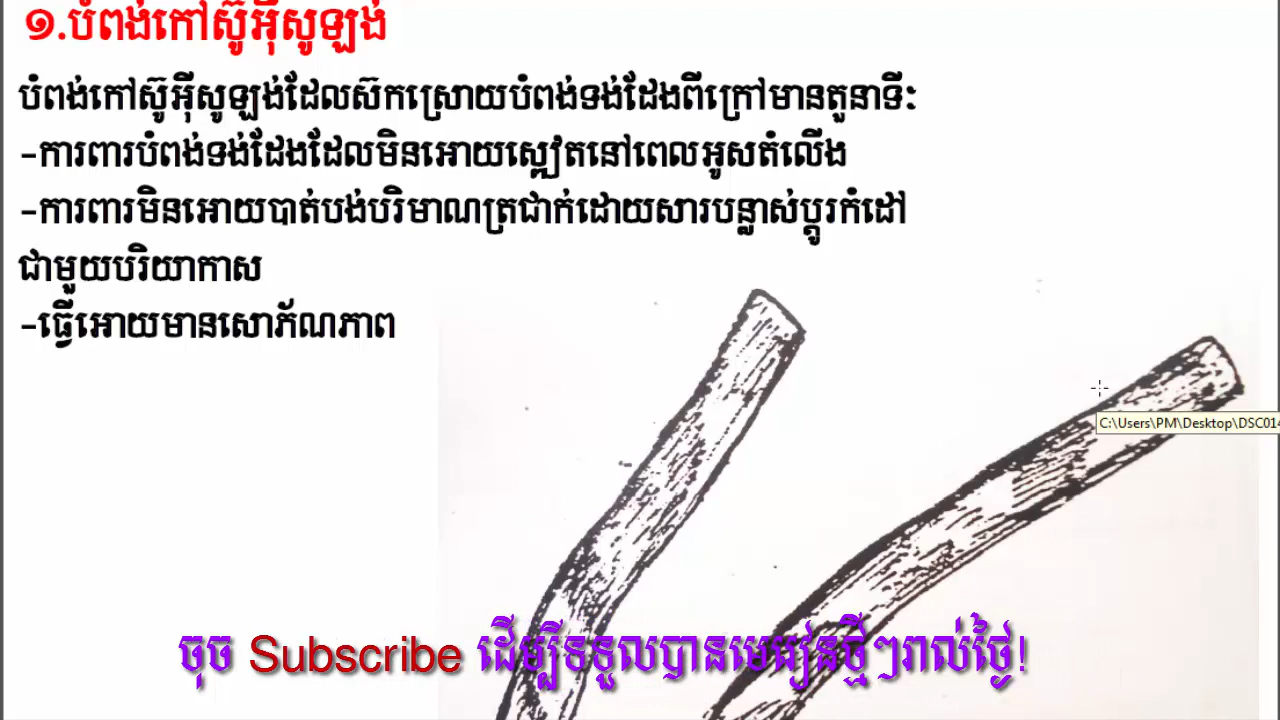 ១.បំពង់កៅស៊ូអ៊ីសូឡង់
បំពង់កៅស៊ូអ៊ីសូឡង់ដែលស៊កស្រោយបំពង់ទង់ដែងពីក្រៅមានតួនាទីៈ
-ការពារបំពង់ទង់ដែងដែលមិនអោយស្ពៀតនៅពេលអូសតំលើង
-ការពារមិនអោយបាត់បង់បរិមាណត្រជាក់ដោយសារបន្លាស់ប្តូរកំដៅ
ជាមួយបរិយាកាស
-ធ្វើអោយមានសោភ័ណភាព
C:\Users\PM\Desktop\DSC014
ចុច Subscribe ដើម្បីទទួលបានមេរៀនថ្មីៗរាល់ថ្ងៃ!